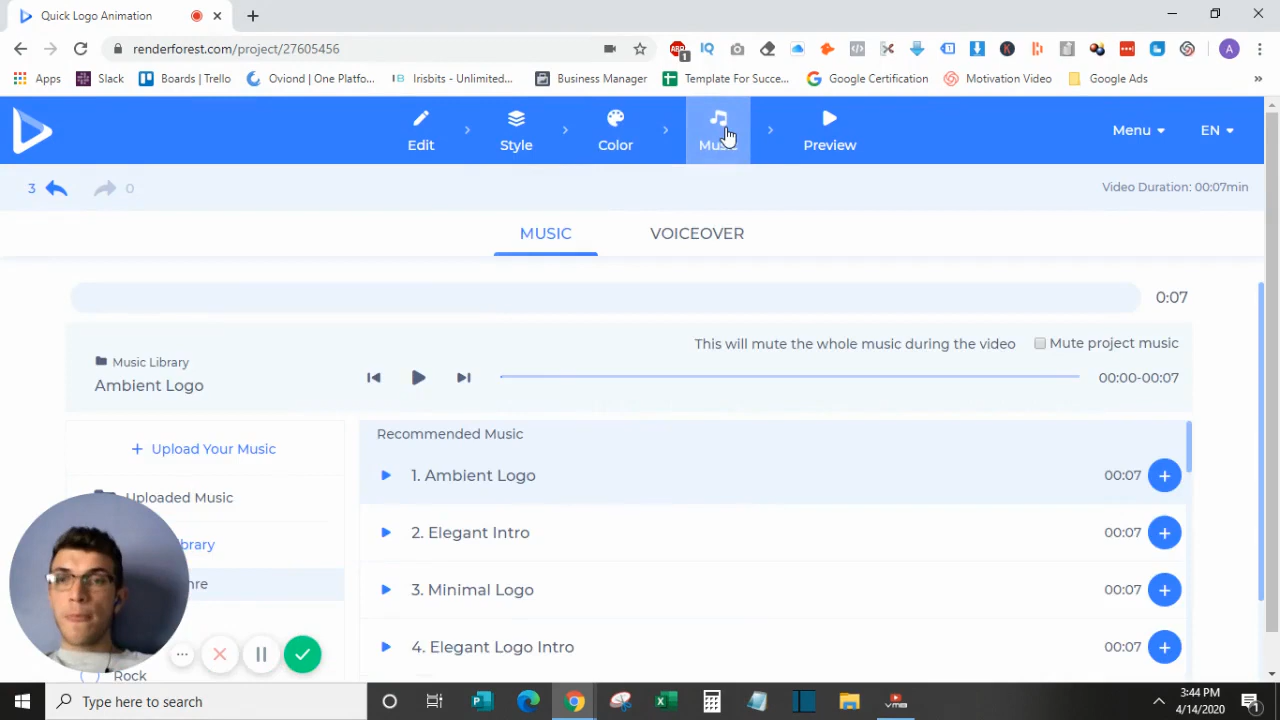 Quick Logo Animation
renderforest.com/project/27605456
Apps
Slack
Boards | Trello
Oviond | One Platfo...
Irisbits - Unlimited...
Business Manager
Template For Succe...
Google Certification
Motivation Video
Google Ads
Edit
Style
Color
Music
Preview
Menu
EN
3
0
Video Duration: 00:07min
MUSIC
VOICEOVER
0:07
Music Library
Ambient Logo
This will mute the whole music during the video
Mute project music
00:00-00:07
+ Upload Your Music
Uploaded Music
Rock
Recommended Music
1. Ambient Logo
00:07
2. Elegant Intro
00:07
3. Minimal Logo
00:07
4. Elegant Logo Intro
00:07
Type here to search
3:44 PM
4/14/2020